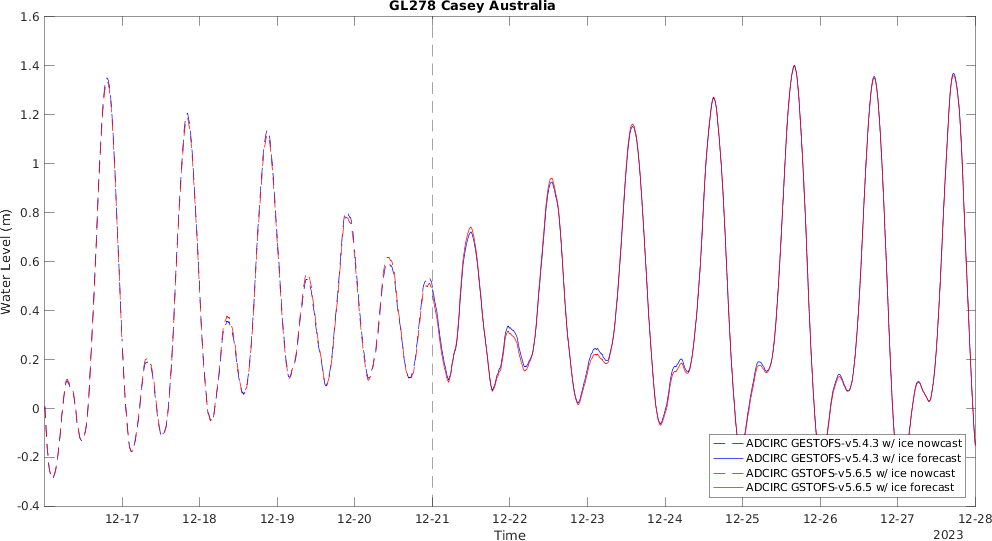 GL278 Casey Australia
1.6
1.4
1.2
1
0.8
0.6
0.4
0.2
0
-0.2
-0.4
Water Level (m)
ADCIRC GESTOFS-v5.4.3 w/ ice nowcast
ADCIRC GESTOFS-v5.4.3 w/ ice forecast
ADCIRC GSTOFS-v5.6.5 w/ ice nowcast
ADCIRC GSTOFS-v5.6.5 w/ ice forecast
12-17 12-18 12-19 12-20 12-21 12-22 12-23 12-24 12-25 12-26 12-27 12-28
Time
2023